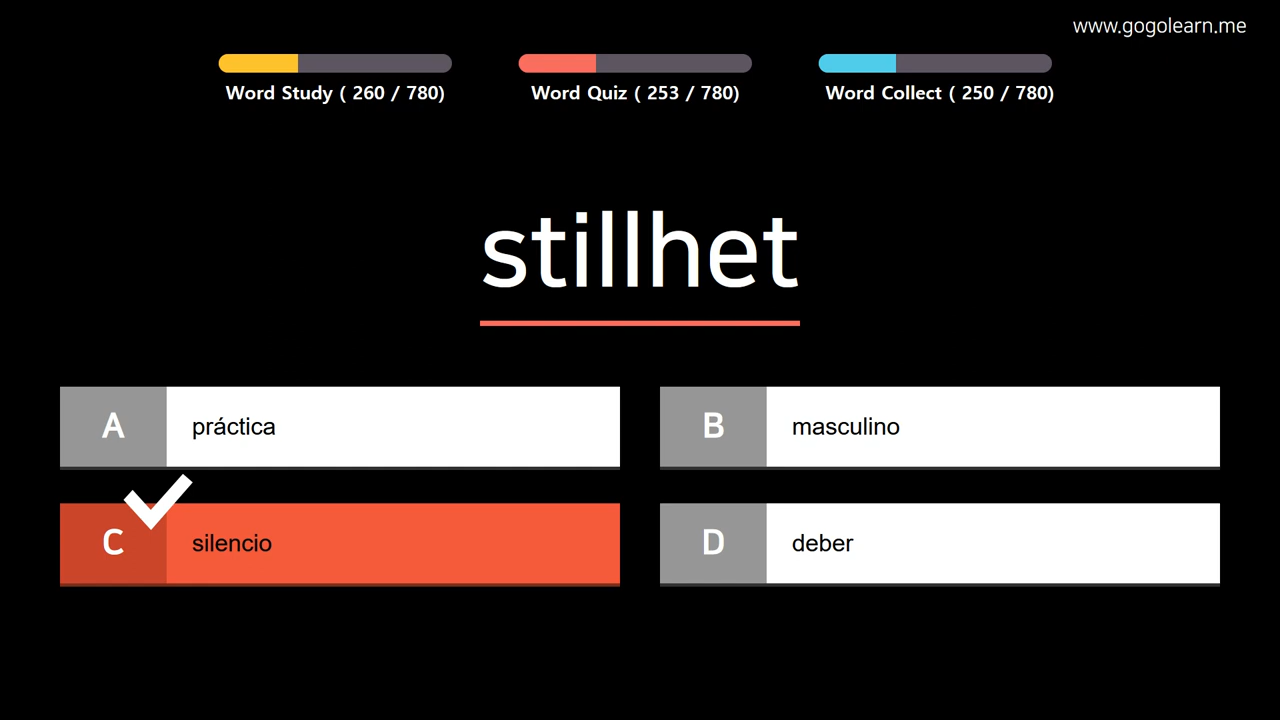 www.gogolearn.me
Word Study ( 260 / 780)
Word Quiz ( 253 / 780)
Word Collect ( 250 / 780)
stillhet
A práctica
B masculino
C silencio
D deber